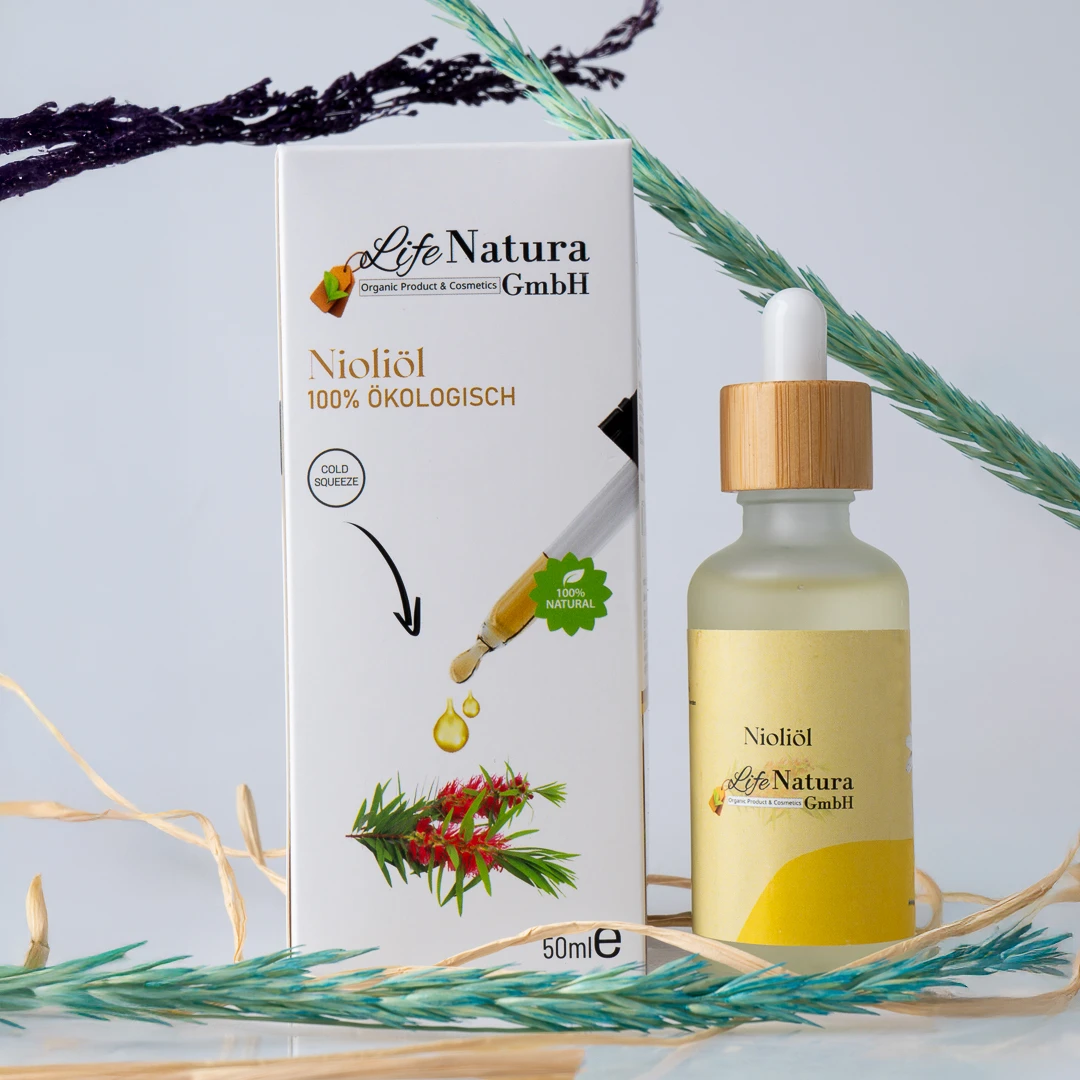 Life Natura
Organic Product & Cosmetics GmbH
Nioliöl
100% ÖKOLOGISCH
COLD
SQUEEZE
100%
NATURAL
50ml e
Nioliöl
Life Natura
Organic Product & Cosmetics GmbH